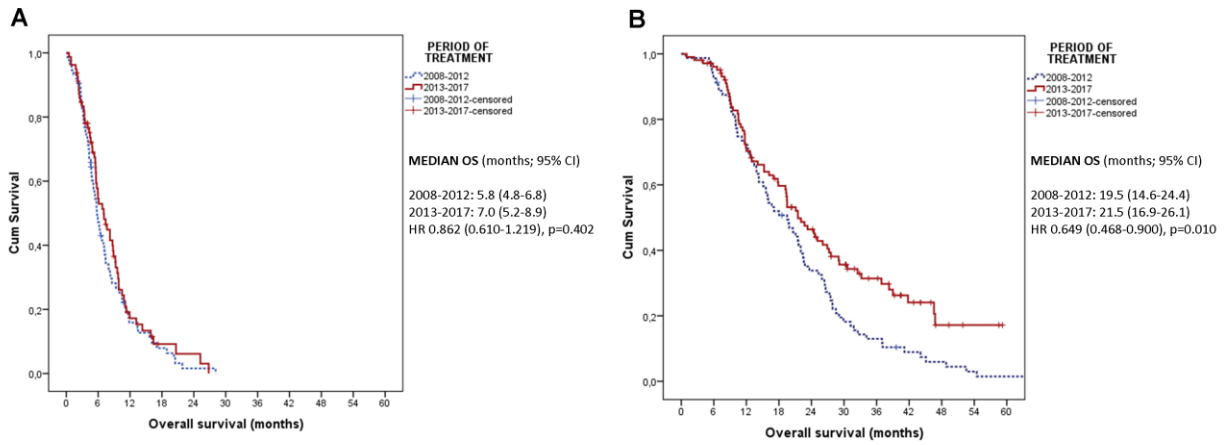 A
PERIOD OF
TREATMENT
2008-2012
2013-2017
2008-2012-censored
2013-2017-censored
MEDIAN OS (months; 95% CI)
2008-2012: 5.8 (4.8-6.8)
2013-2017: 7.0 (5.2-8.9)
HR 0.862 (0.610-1.219), p=0.402
Cum Survival
1,0
0,8
0,6
0,4
0,2
0,0
0 6 12 18 24 30 36 42 48 54 60
Overall survival (months)
B
PERIOD OF
TREATMENT
2008-2012
2013-2017
2008-2012-censored
2013-2017-censored
MEDIAN OS (months; 95% CI)
2008-2012: 19.5 (14.6-24.4)
2013-2017: 21.5 (16.9-26.1)
HR 0.649 (0.468-0.900), p=0.010
Cum Survival
1,0
0,8
0,6
0,4
0,2
0,0
0 6 12 18 24 30 36 42 48 54 60
Overall survival (months)